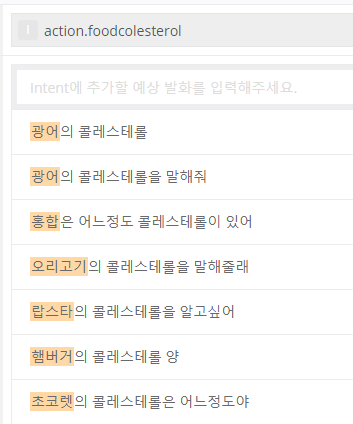 I action.foodcolesterol
Intent에 추가할 예상 발화를 입력해주세요.
광어의 콜레스테롤
광어의 콜레스테롤을 말해줘
홍합은 어느정도 콜레스테롤이 있어
오리고기의 콜레스테롤을 말해줄래
랍스타의 콜레스테롤을 알고싶어
햄버거의 콜레스테롤 양
초코렛의 콜레스테롤은 어느정도야